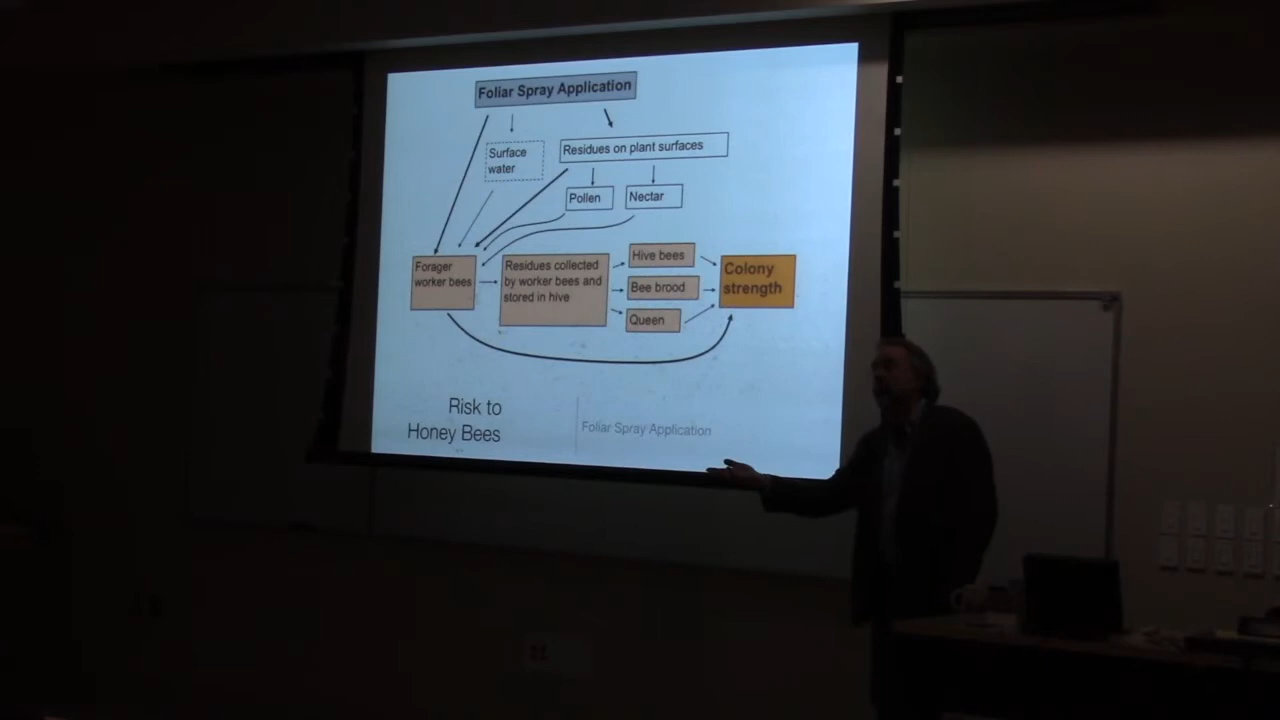 Foliar Spray Application
Surface
water
Residues on plant surfaces
Pollen
Nectar
Forager
worker bees
Residues collected
by worker bees and
stored in hive
Hive bees
Bee brood
Queen
Colony
strength
Risk to
Honey Bees
Foliar Spray Application